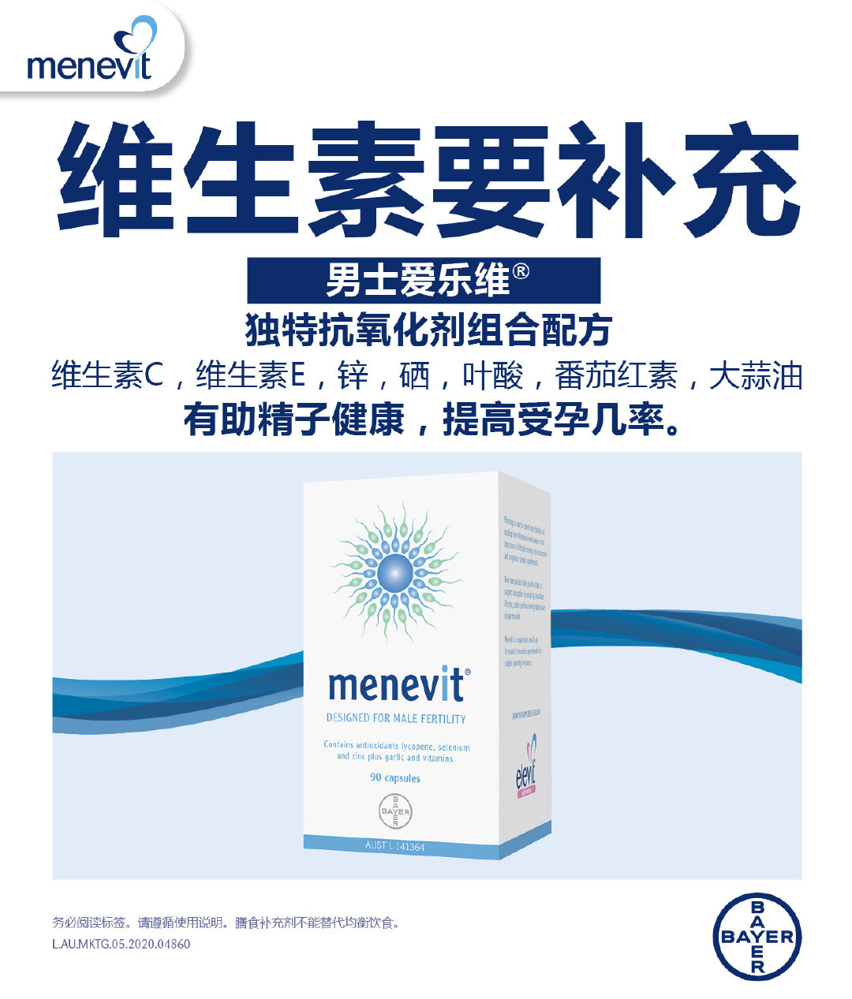 menevit
维生素要补充
男士爱乐维®
独特抗氧化剂组合配方
维生素C，维生素E，锌，硒，叶酸，番茄红素，大蒜油
有助精子健康，提高受孕几率。
menevit®
DESIGNED FOR MALE FERTILITY
Contains antioxidants lycopene, selenium
and zinc plus garlic and vitamins.
90 capsules
BAYER
BAYER
AUST L 141364
elevit
务必阅读标签。请遵循使用说明。膳食补充剂不能替代均衡饮食。
L.AU.MKTG.05.2020.04860
BAYER
BAYER